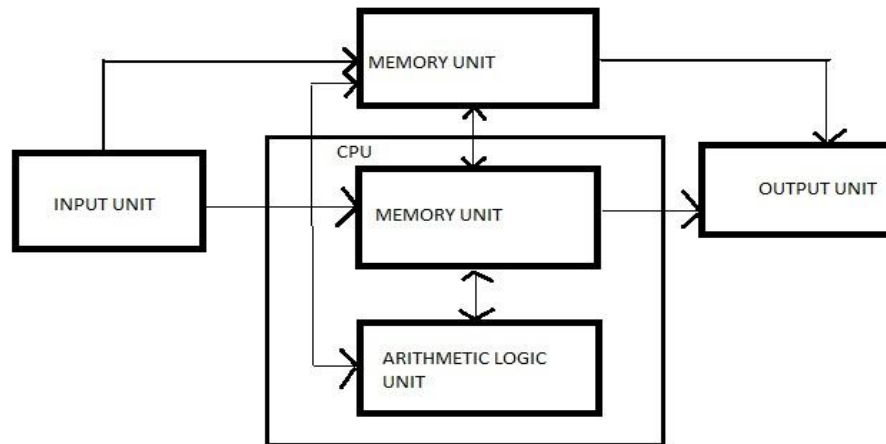 MEMORY UNIT
CPU
INPUT UNIT
MEMORY UNIT
OUTPUT UNIT
ARITHMETIC LOGIC
UNIT